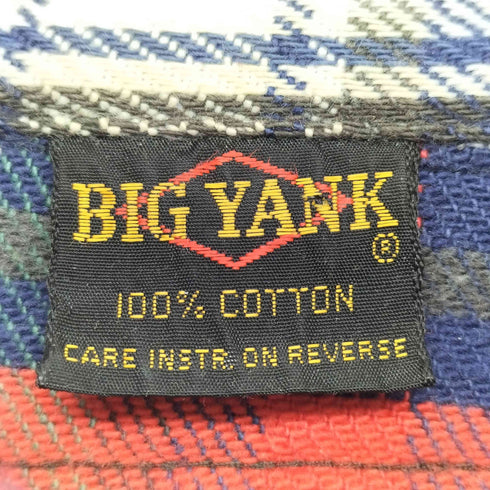 BIG YANK
®
100% COTTON
CARE INSTR. ON REVERSE